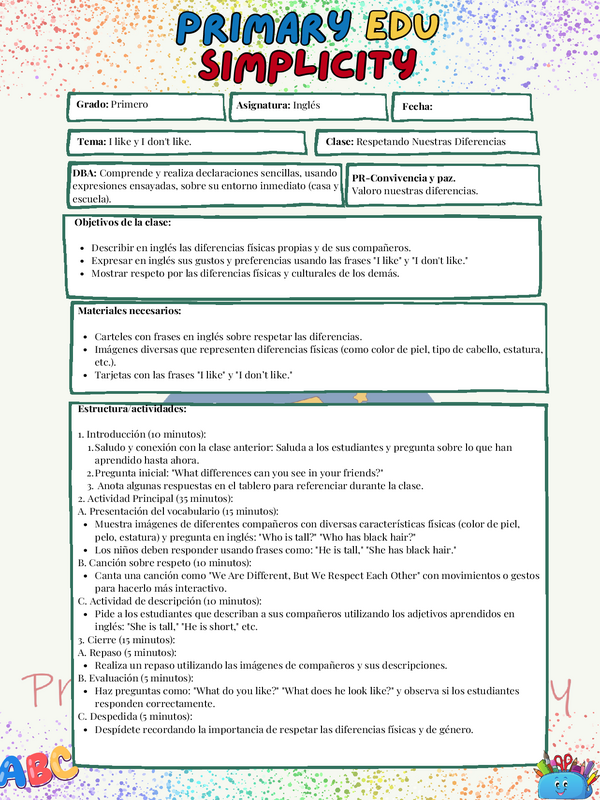 PRIMARY EDU
SIMPLICITY
Grado: Primero
Asignatura: Inglés
Fecha:
Tema: I like y I don't like.
Clase: Respetando Nuestras Diferencias
DBA: Comprende y realiza declaraciones sencillas, usando
expresiones ensayadas, sobre su entorno inmediato (casa y
escuela).
PR-Convivencia y paz.
Valoro nuestras diferencias.
Objetivos de la clase:
• Describir en inglés las diferencias físicas propias y de sus compañeros.
• Expresar en inglés sus gustos y preferencias usando las frases "I like" y "I don't like."
• Mostrar respeto por las diferencias físicas y culturales de los demás.
Materiales necesarios:
• Carteles con frases en inglés sobre respetar las diferencias.
• Imágenes diversas que representen diferencias físicas (como color de piel, tipo de cabello, estatura,
etc.).
• Tarjetas con las frases "I like" y "I don't like."
Estructura/actividades:
1. Introducción (10 minutos):
1. Saludo y conexión con la clase anterior: Saluda a los estudiantes y pregunta sobre lo que han
aprendido hasta ahora.
2. Pregunta inicial: "What differences can you see in your friends?"
3. Anota algunas respuestas en el tablero para referenciar durante la clase.
2. Actividad Principal (35 minutos):
A. Presentación del vocabulario (15 minutos):
• Muestra imágenes de diferentes compañeros con diversas características físicas (color de piel,
pelo, estatura) y pregunta en inglés: "Who is tall?" "Who has black hair?"
• Los niños deben responder usando frases como: "He is tall," "She has black hair."
B. Canción sobre respeto (10 minutos):
• Canta una canción como "We Are Different, But We Respect Each Other" con movimientos o gestos
para hacerlo más interactivo.
C. Actividad de descripción (10 minutos):
• Pide a los estudiantes que describan a sus compañeros utilizando los adjetivos aprendidos en
inglés: "She is tall," "He is short," etc.
3. Cierre (15 minutos):
A. Repaso (5 minutos):
• Realiza un repaso utilizando las imágenes de compañeros y sus descripciones.
B. Evaluación (5 minutos):
• Haz preguntas como: "What do you like?" "What does he look like?" y observa si los estudiantes
responden correctamente.
C. Despedida (5 minutos):
• Despídete recordando la importancia de respetar las diferencias físicas y de género.
ABC